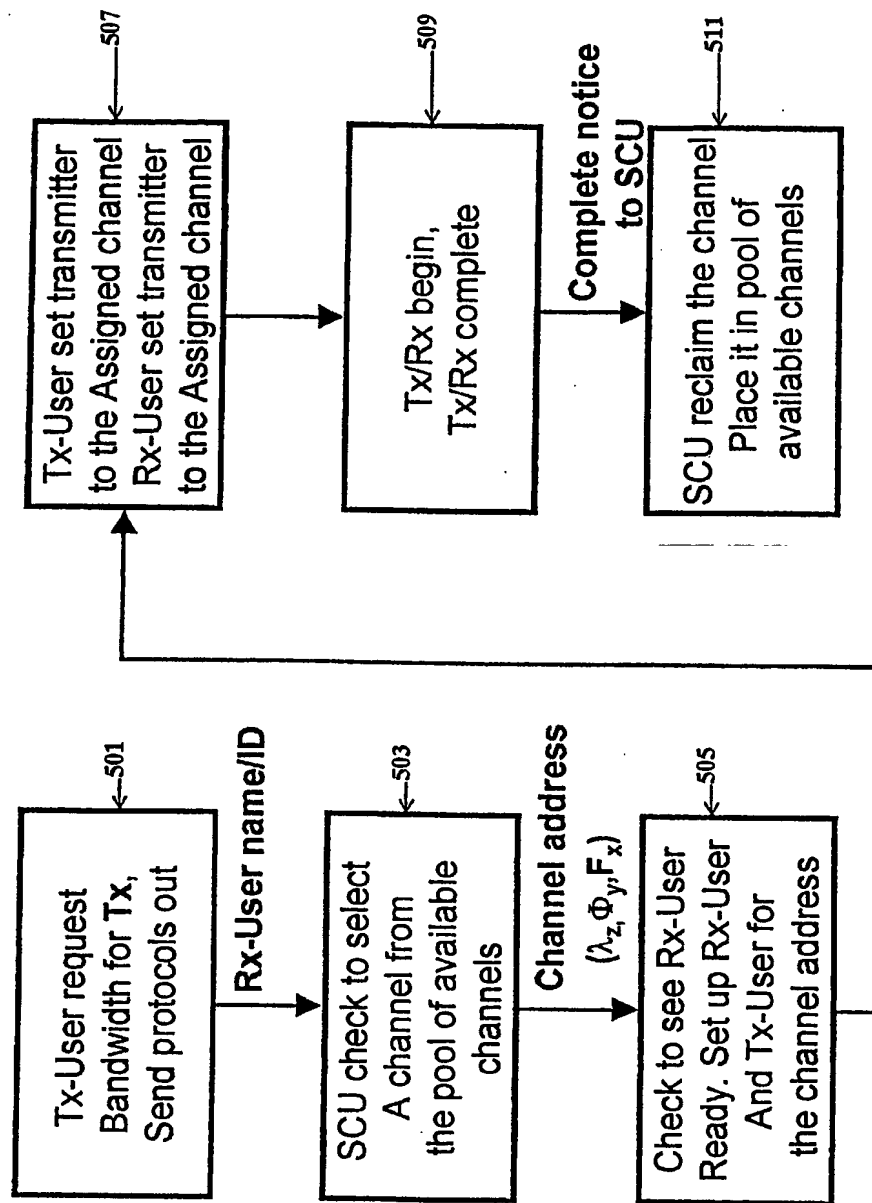 Tx-User request
Bandwidth for Tx,
Send protocols out
501
Rx-User name/ID
SCU check to select
A channel from
the pool of available
channels
503
Channel address
(λz,Φy,Fx)
Check to see Rx-User
Ready. Set up Rx-User
And Tx-User for
the channel address
505
Tx-User set transmitter
to the Assigned channel
Rx-User set transmitter
to the Assigned channel
507
Tx/Rx begin,
Tx/Rx complete
509
Complete notice
to SCU
SCU reclaim the channel
Place it in pool of
available channels
511